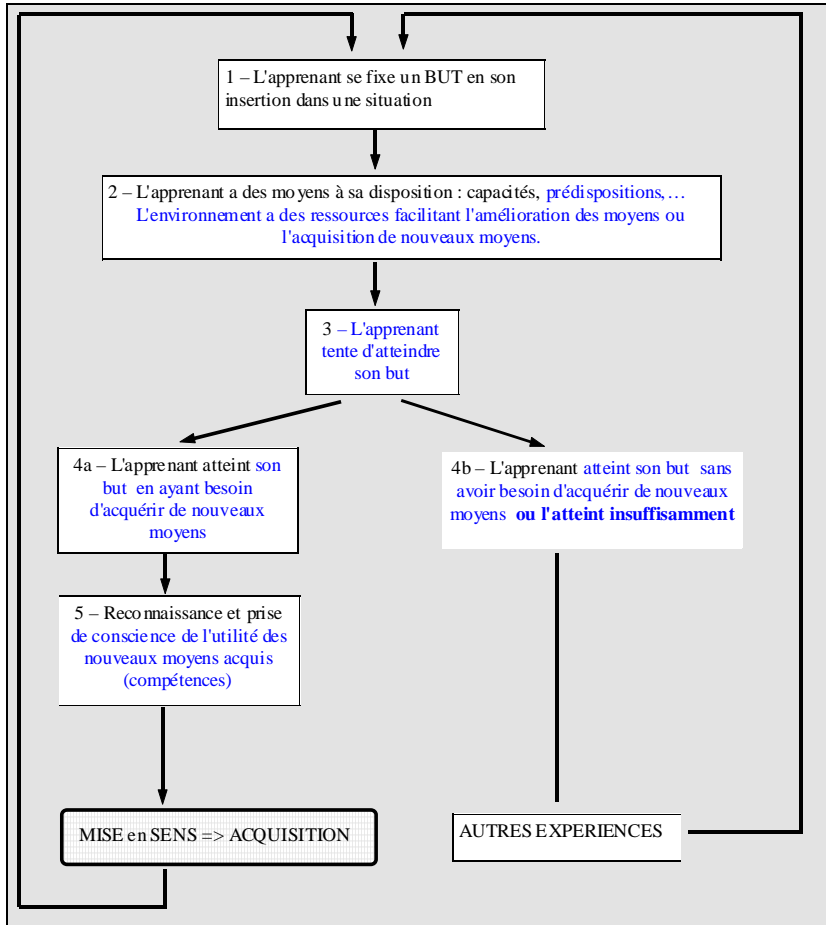 1 – L'apprenant se fixe un BUT en son
insertion dans une situation
2 – L'apprenant a des moyens à sa disposition : capacités, prédispositions,…
L'environnement a des ressources facilitant l'amélioration des moyens ou
l'acquisition de nouveaux moyens.
3 – L'apprenant
tente d'atteindre
son but
4a – L'apprenant atteint son
but en ayant besoin
d'acquérir de nouveaux
moyens
4b – L'apprenant atteint son but sans
avoir besoin d'acquérir de nouveaux
moyens ou l'atteint insuffisamment
5 – Reconnaissance et prise
de conscience de l'utilité des
nouveaux moyens acquis
(compétences)
MISE en SENS => ACQUISITION
AUTRES EXPERIENCES